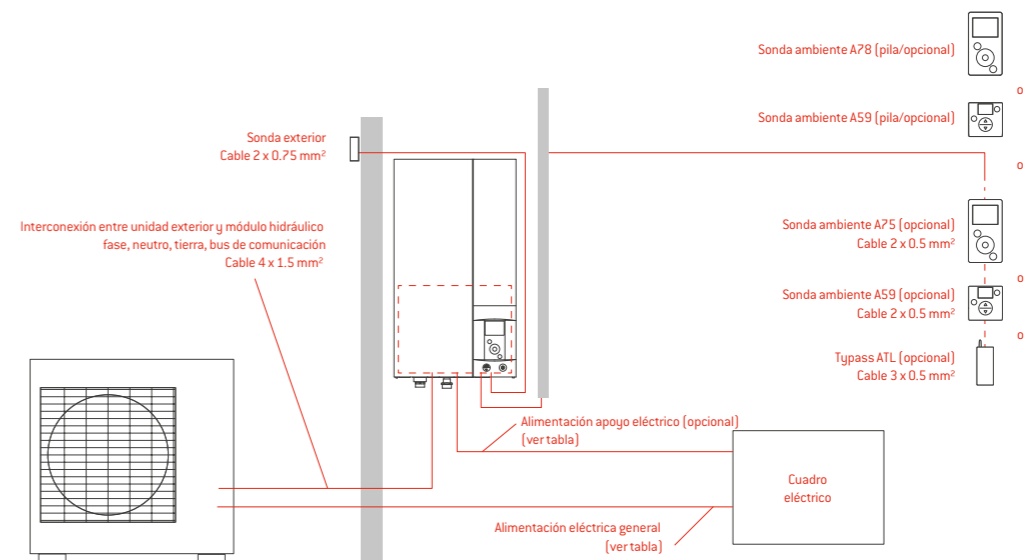 Sonda ambiente A78 (pila/opcional)
o
Sonda ambiente A59 (pila/opcional)
o
Sonda exterior
Cable 2 x 0.75 mm²
Interconexión entre unidad exterior y módulo hidráulico
fase, neutro, tierra, bus de comunicación
Cable 4 x 1.5 mm²
Sonda ambiente A75 (opcional)
Cable 2 x 0.5 mm²
o
Sonda ambiente A59 (opcional)
Cable 2 x 0.5 mm²
o
Typass ATL (opcional)
Cable 3 x 0.5 mm²
Alimentación apoyo eléctrico (opcional)
(ver tabla)
Cuadro
eléctrico
Alimentación eléctrica general
(ver tabla)